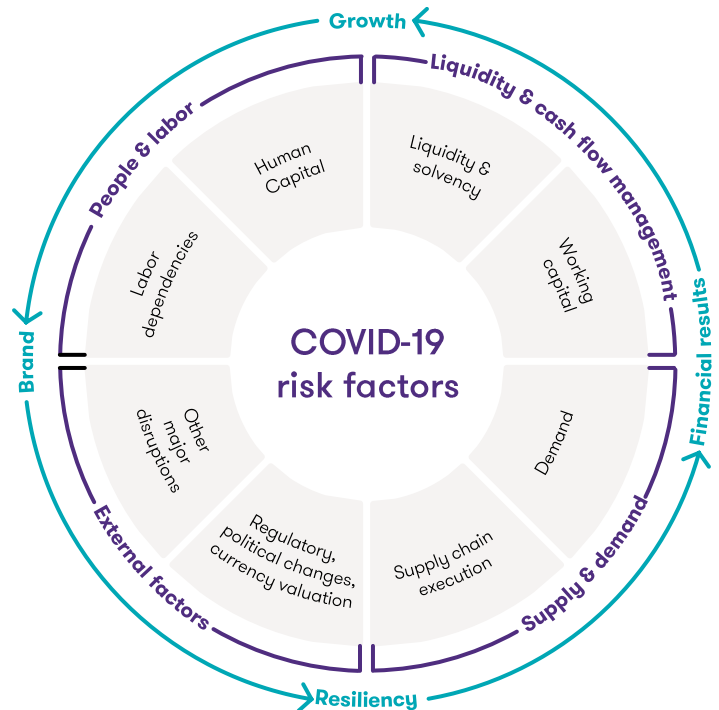 Growth
Liquidity & cash flow management
People & labor
Human
Capital
Liquidity &
solvency
Labor
dependencies
Working
capital
COVID-19
risk factors
Brand
Financial results
Other
major
disruptions
Demand
Regulatory,
political changes,
currency valuation
Supply chain
execution
External factors
Supply & demand
Resiliency